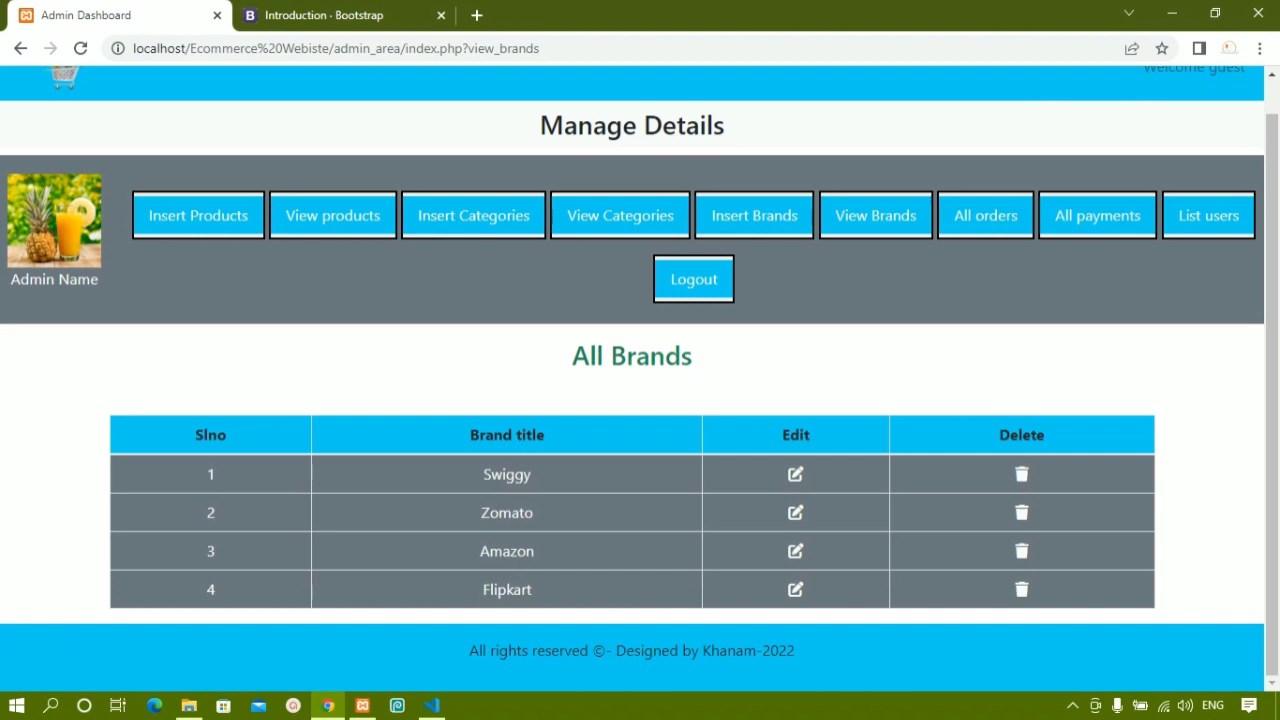 Admin Dashboard
Introduction · Bootstrap
localhost/Ecommerce%20Webiste/admin_area/index.php?view_brands
Welcome guest
Manage Details
Insert Products
View products
Insert Categories
View Categories
Insert Brands
View Brands
All orders
All payments
List users
Admin Name
Logout
All Brands
Slno Brand title Edit Delete
1 Swiggy
2 Zomato
3 Amazon
4 Flipkart
All rights reserved ©- Designed by Khanam-2022
ENG